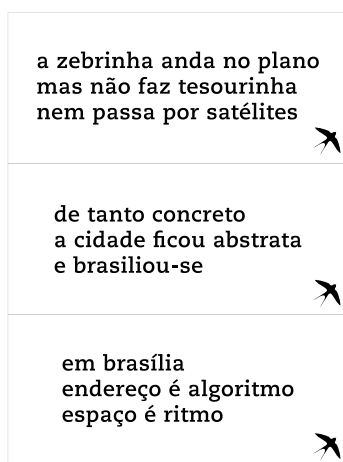 a zebrinha anda no plano
mas não faz tesourinha
nem passa por satélites
de tanto concreto
a cidade ficou abstrata
e brasiliou-se
em brasília
endereço é algoritmo
espaço é ritmo